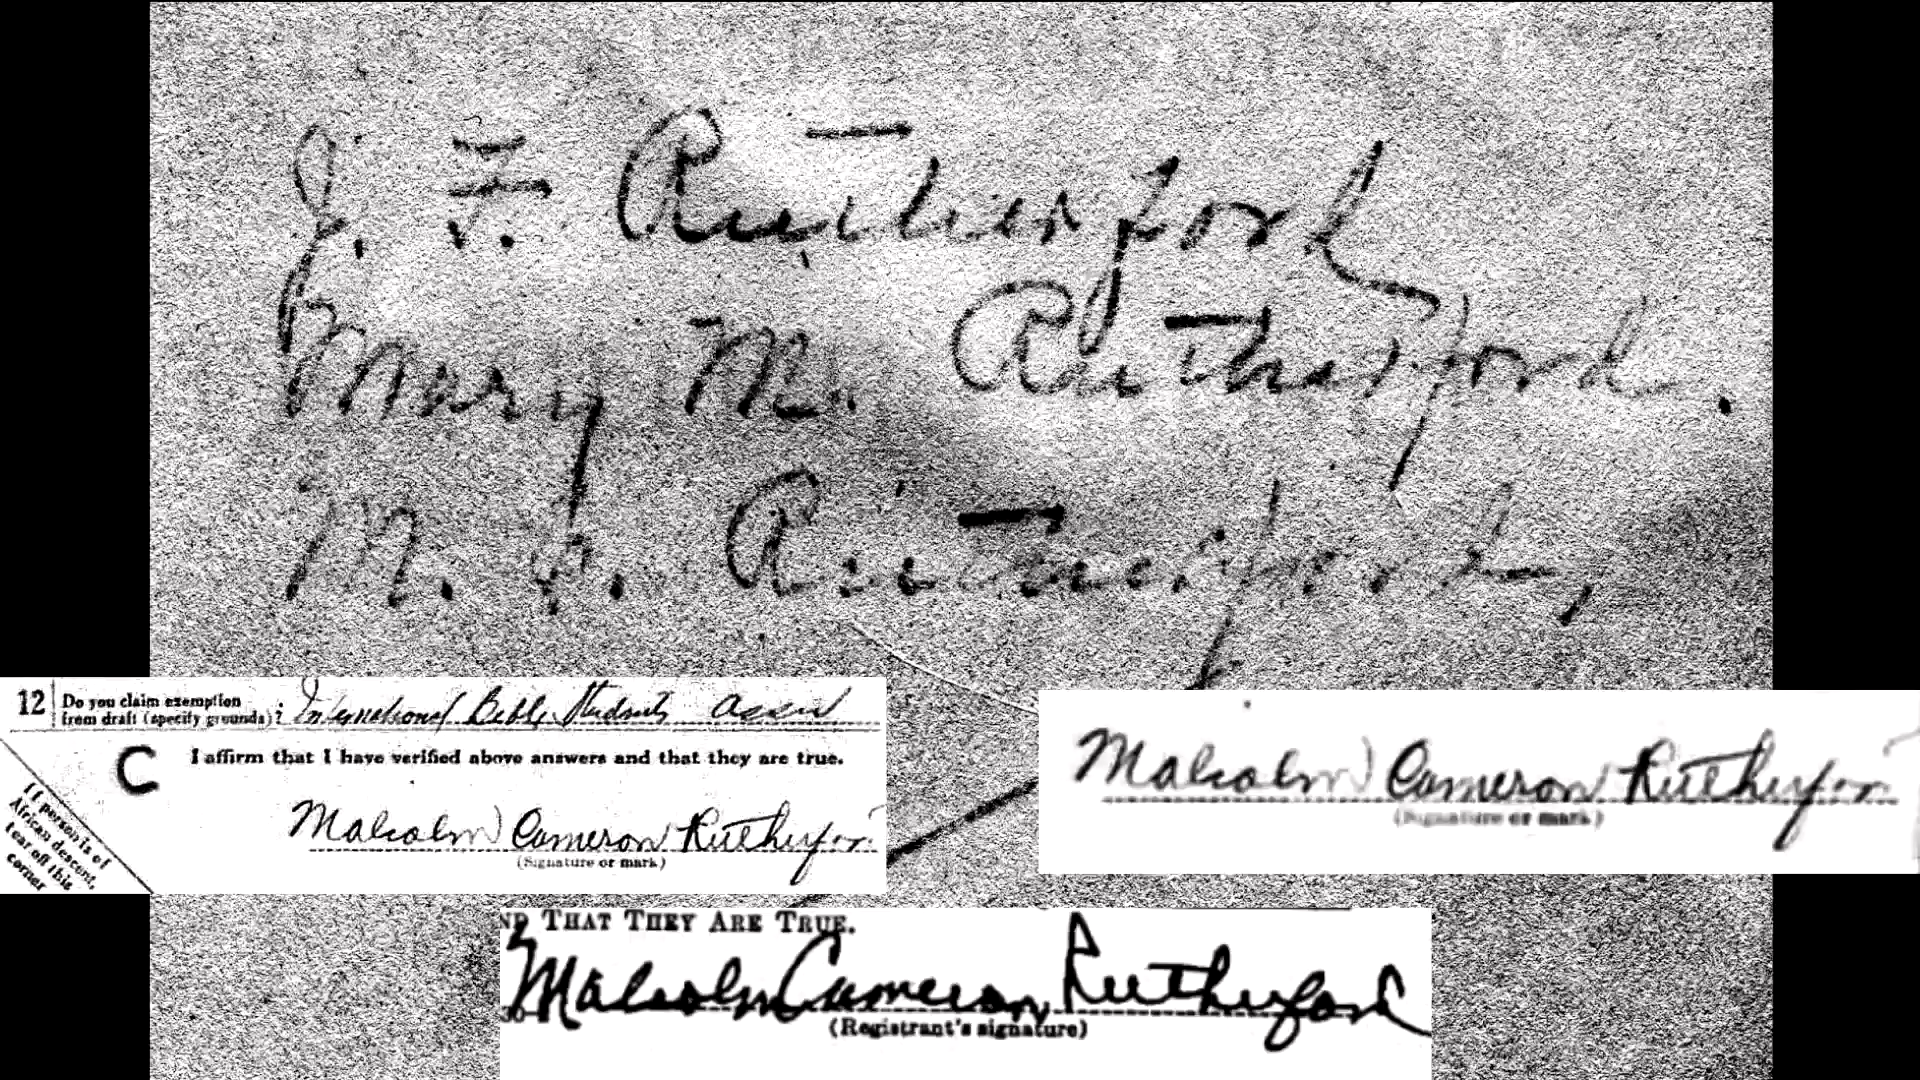 J. F. Rutherford
Mary M. Rutherford.
M. C. Rutherford,
12 Do you claim exemption
from draft (specify grounds)? International Bible Students Assn
C I affirm that I have verified above answers and that they are true.
If person is of
African descent,
tear off this
corner
Malcolm Cameron Rutherfor
(Signature or mark)
Malcolm Cameron Rutherfor
(Signature or mark)
ND THAT THEY ARE TRUE.
Malcolm Cameron Rutherford
(Registrant's signature)